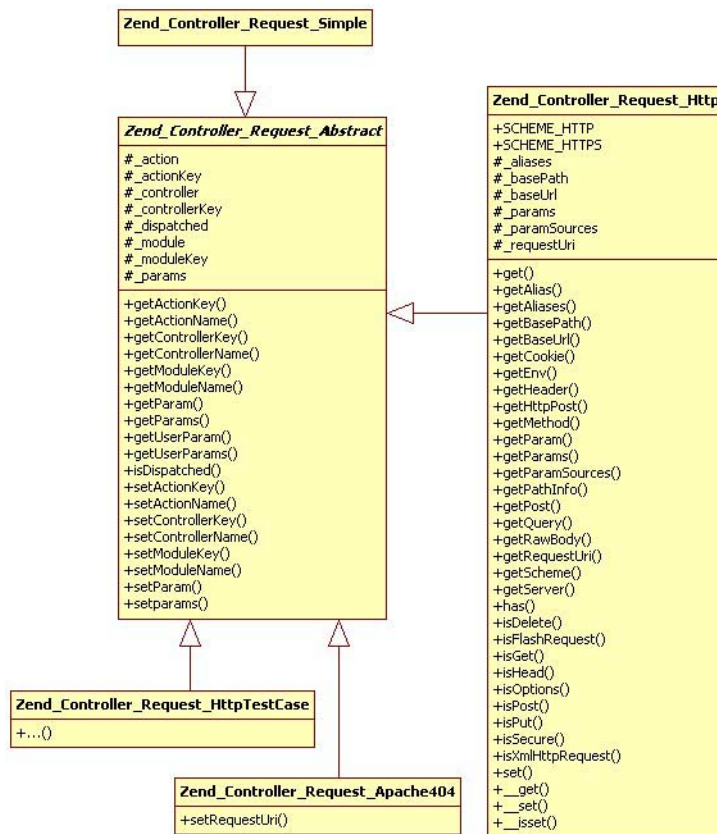 Zend_Controller_Request_Simple
Zend_Controller_Request_Abstract
#_action
#_actionKey
#_controller
#_controllerKey
#_dispatched
#_module
#_moduleKey
#_params
+getActionKey()
+getActionName()
+getControllerKey()
+getControllerName()
+getModuleKey()
+getModuleName()
+getParam()
+getParams()
+getUserParam()
+getUserParams()
+isDispatched()
+setActionKey()
+setActionName()
+setControllerKey()
+setControllerName()
+setModuleKey()
+setModuleName()
+setParam()
+setparams()
Zend_Controller_Request_HttpTestCase
+...()
Zend_Controller_Request_Apache404
+setRequestUri()
Zend_Controller_Request_Http
+SCHEME_HTTP
+SCHEME_HTTPS
#_aliases
#_basePath
#_baseUrl
#_params
#_paramSources
#_requestUri
+get()
+getAlias()
+getAliases()
+getBasePath()
+getBaseUrl()
+getCookie()
+getEnv()
+getHeader()
+getHttpPost()
+getMethod()
+getParam()
+getParams()
+getParamSources()
+getPathInfo()
+getPost()
+getQuery()
+getRawBody()
+getRequestUri()
+getScheme()
+getServer()
+has()
+isDelete()
+isFlashRequest()
+isGet()
+isHead()
+isOptions()
+isPost()
+isPut()
+isSecure()
+isXmlHttpRequest()
+set()
+__get()
+__set()
+__isset()